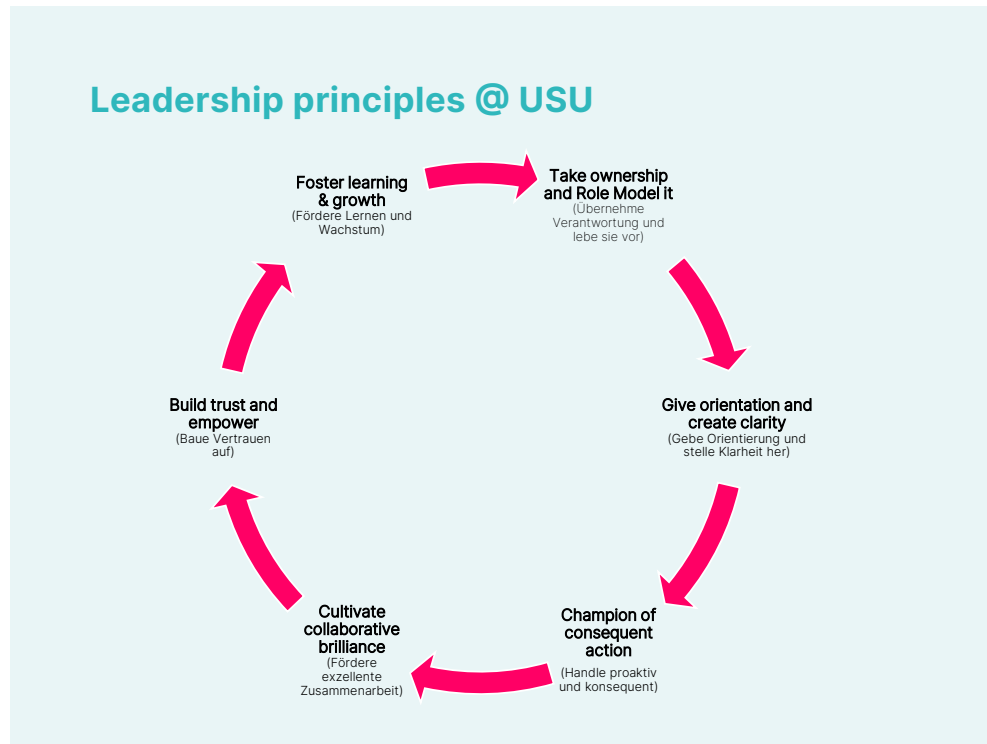 Leadership principles @ USU
Foster learning
& growth
(Fördere Lernen und
Wachstum)
Take ownership
and Role Model it
(Übernehme
Verantwortung und
lebe sie vor)
Give orientation and
create clarity
(Gebe Orientierung und
stelle Klarheit her)
Champion of
consequent
action
(Handle proaktiv
und konsequent)
Cultivate
collaborative
brilliance
(Fördere
exzellente
Zusammenarbeit)
Build trust and
empower
(Baue Vertrauen
auf)